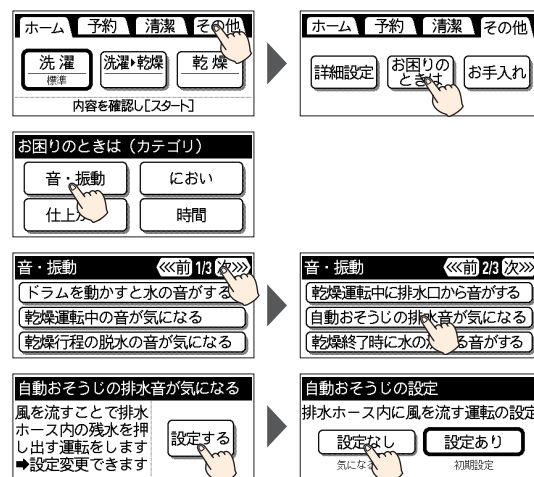 ホーム 予約 清潔 その他
洗濯 洗濯▶乾燥 乾燥
標準
内容を確認し[スタート]
ホーム 予約 清潔 その他
詳細設定 お困りのときは お手入れ
お困りのときは（カテゴリ）
音・振動 におい
仕上 時間
音・振動 <<<前 1/3 次>>>
ドラムを動かすと水の音がする
乾燥運転中の音が気になる
乾燥行程の脱水の音が気になる
音・振動 <<<前 2/3 次>>>
乾燥運転中に排水口から音がする
自動おそうじの排水音が気になる
乾燥終了時に水の る音がする
自動おそうじの排水音が気になる
風を流すことで排水
ホース内の残水を押
し出す運転をします
➡設定変更できます
設定する
自動おそうじの設定
排水ホース内に風を流す運転の設定
設定なし 設定あり
気にな 初期設定